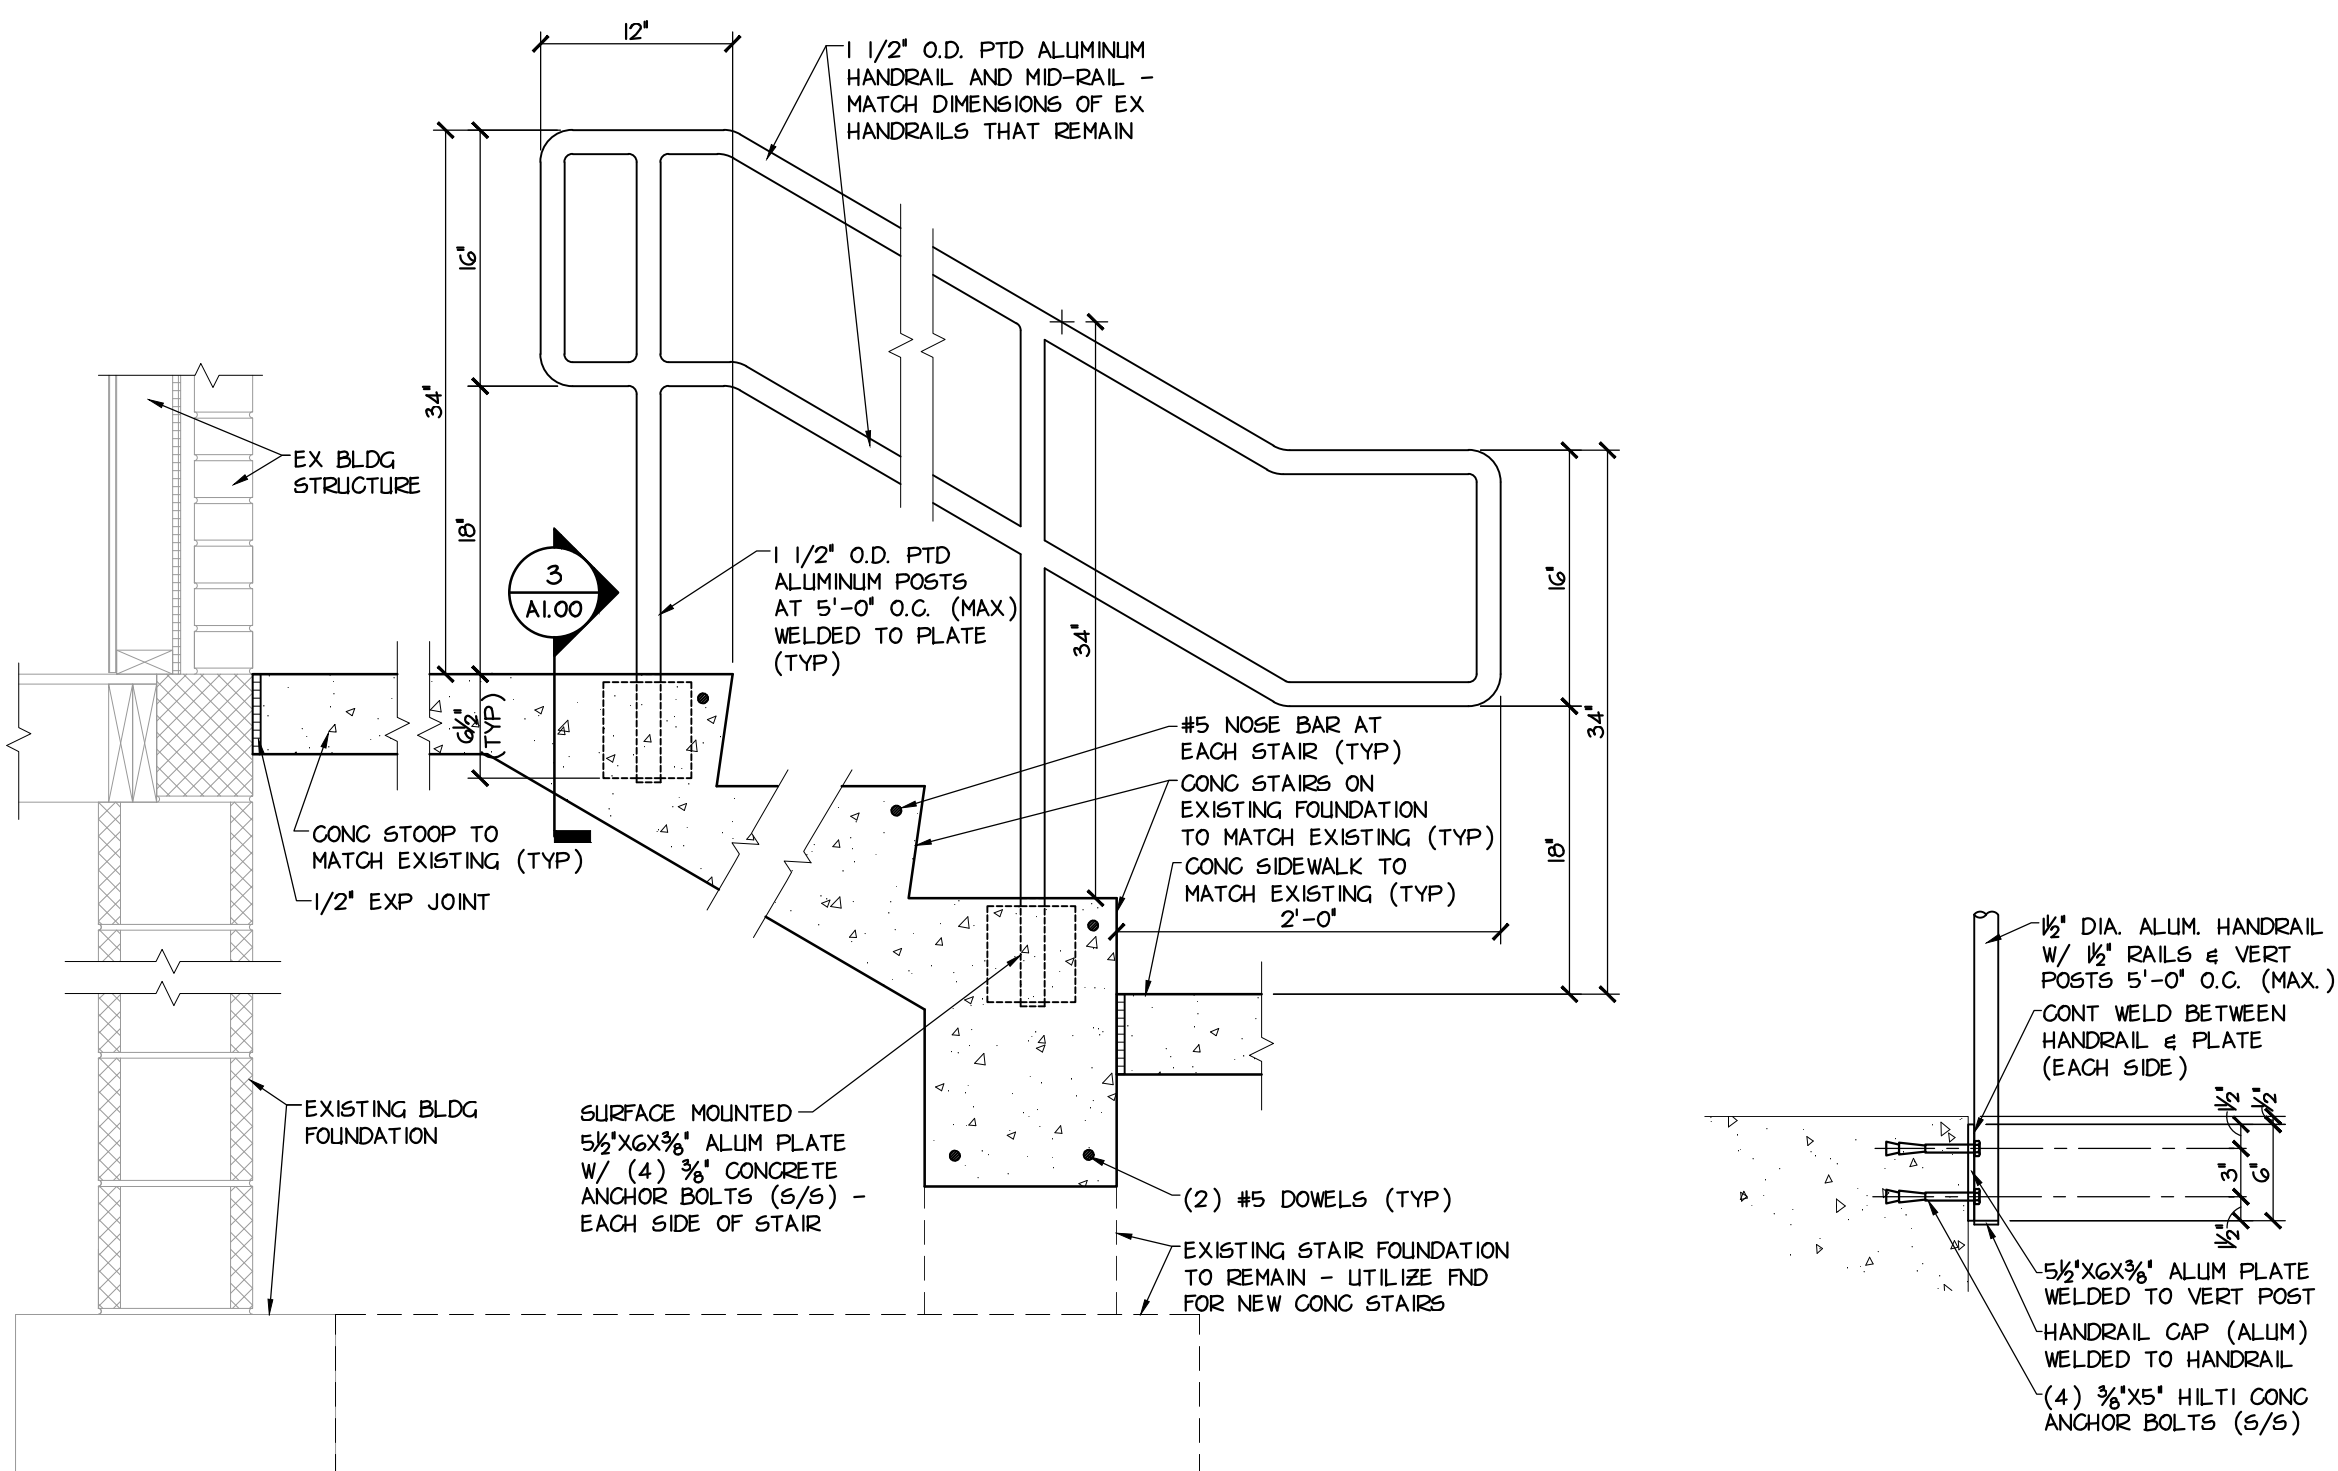 12"
1 1/2" O.D. PTD ALUMINUM
HANDRAIL AND MID-RAIL -
MATCH DIMENSIONS OF EX
HANDRAILS THAT REMAIN
16"
34"
18"
EX BLDG
STRUCTURE
3
A1.00
1 1/2" O.D. PTD
ALUMINUM POSTS
AT 5'-0" O.C. (MAX)
WELDED TO PLATE
(TYP)
34"
16"
34"
18"
6½"
(TYP)
#5 NOSE BAR AT
EACH STAIR (TYP)
CONC STAIRS ON
EXISTING FOUNDATION
TO MATCH EXISTING (TYP)
CONC SIDEWALK TO
MATCH EXISTING (TYP)
2'-0"
CONC STOOP TO
MATCH EXISTING (TYP)
1/2" EXP JOINT
EXISTING BLDG
FOUNDATION
SURFACE MOUNTED
5½"X6X⅜" ALUM PLATE
W/ (4) ⅜" CONCRETE
ANCHOR BOLTS (S/S) -
EACH SIDE OF STAIR
(2) #5 DOWELS (TYP)
EXISTING STAIR FOUNDATION
TO REMAIN - UTILIZE FND
FOR NEW CONC STAIRS
1½" DIA. ALUM. HANDRAIL
W/ 1½" RAILS & VERT
POSTS 5'-0" O.C. (MAX.)
CONT WELD BETWEEN
HANDRAIL & PLATE
(EACH SIDE)
1½"
½"
3"
6"
1½"
5½"X6X⅜" ALUM PLATE
WELDED TO VERT POST
HANDRAIL CAP (ALUM)
WELDED TO HANDRAIL
(4) ⅜"X5" HILTI CONC
ANCHOR BOLTS (S/S)